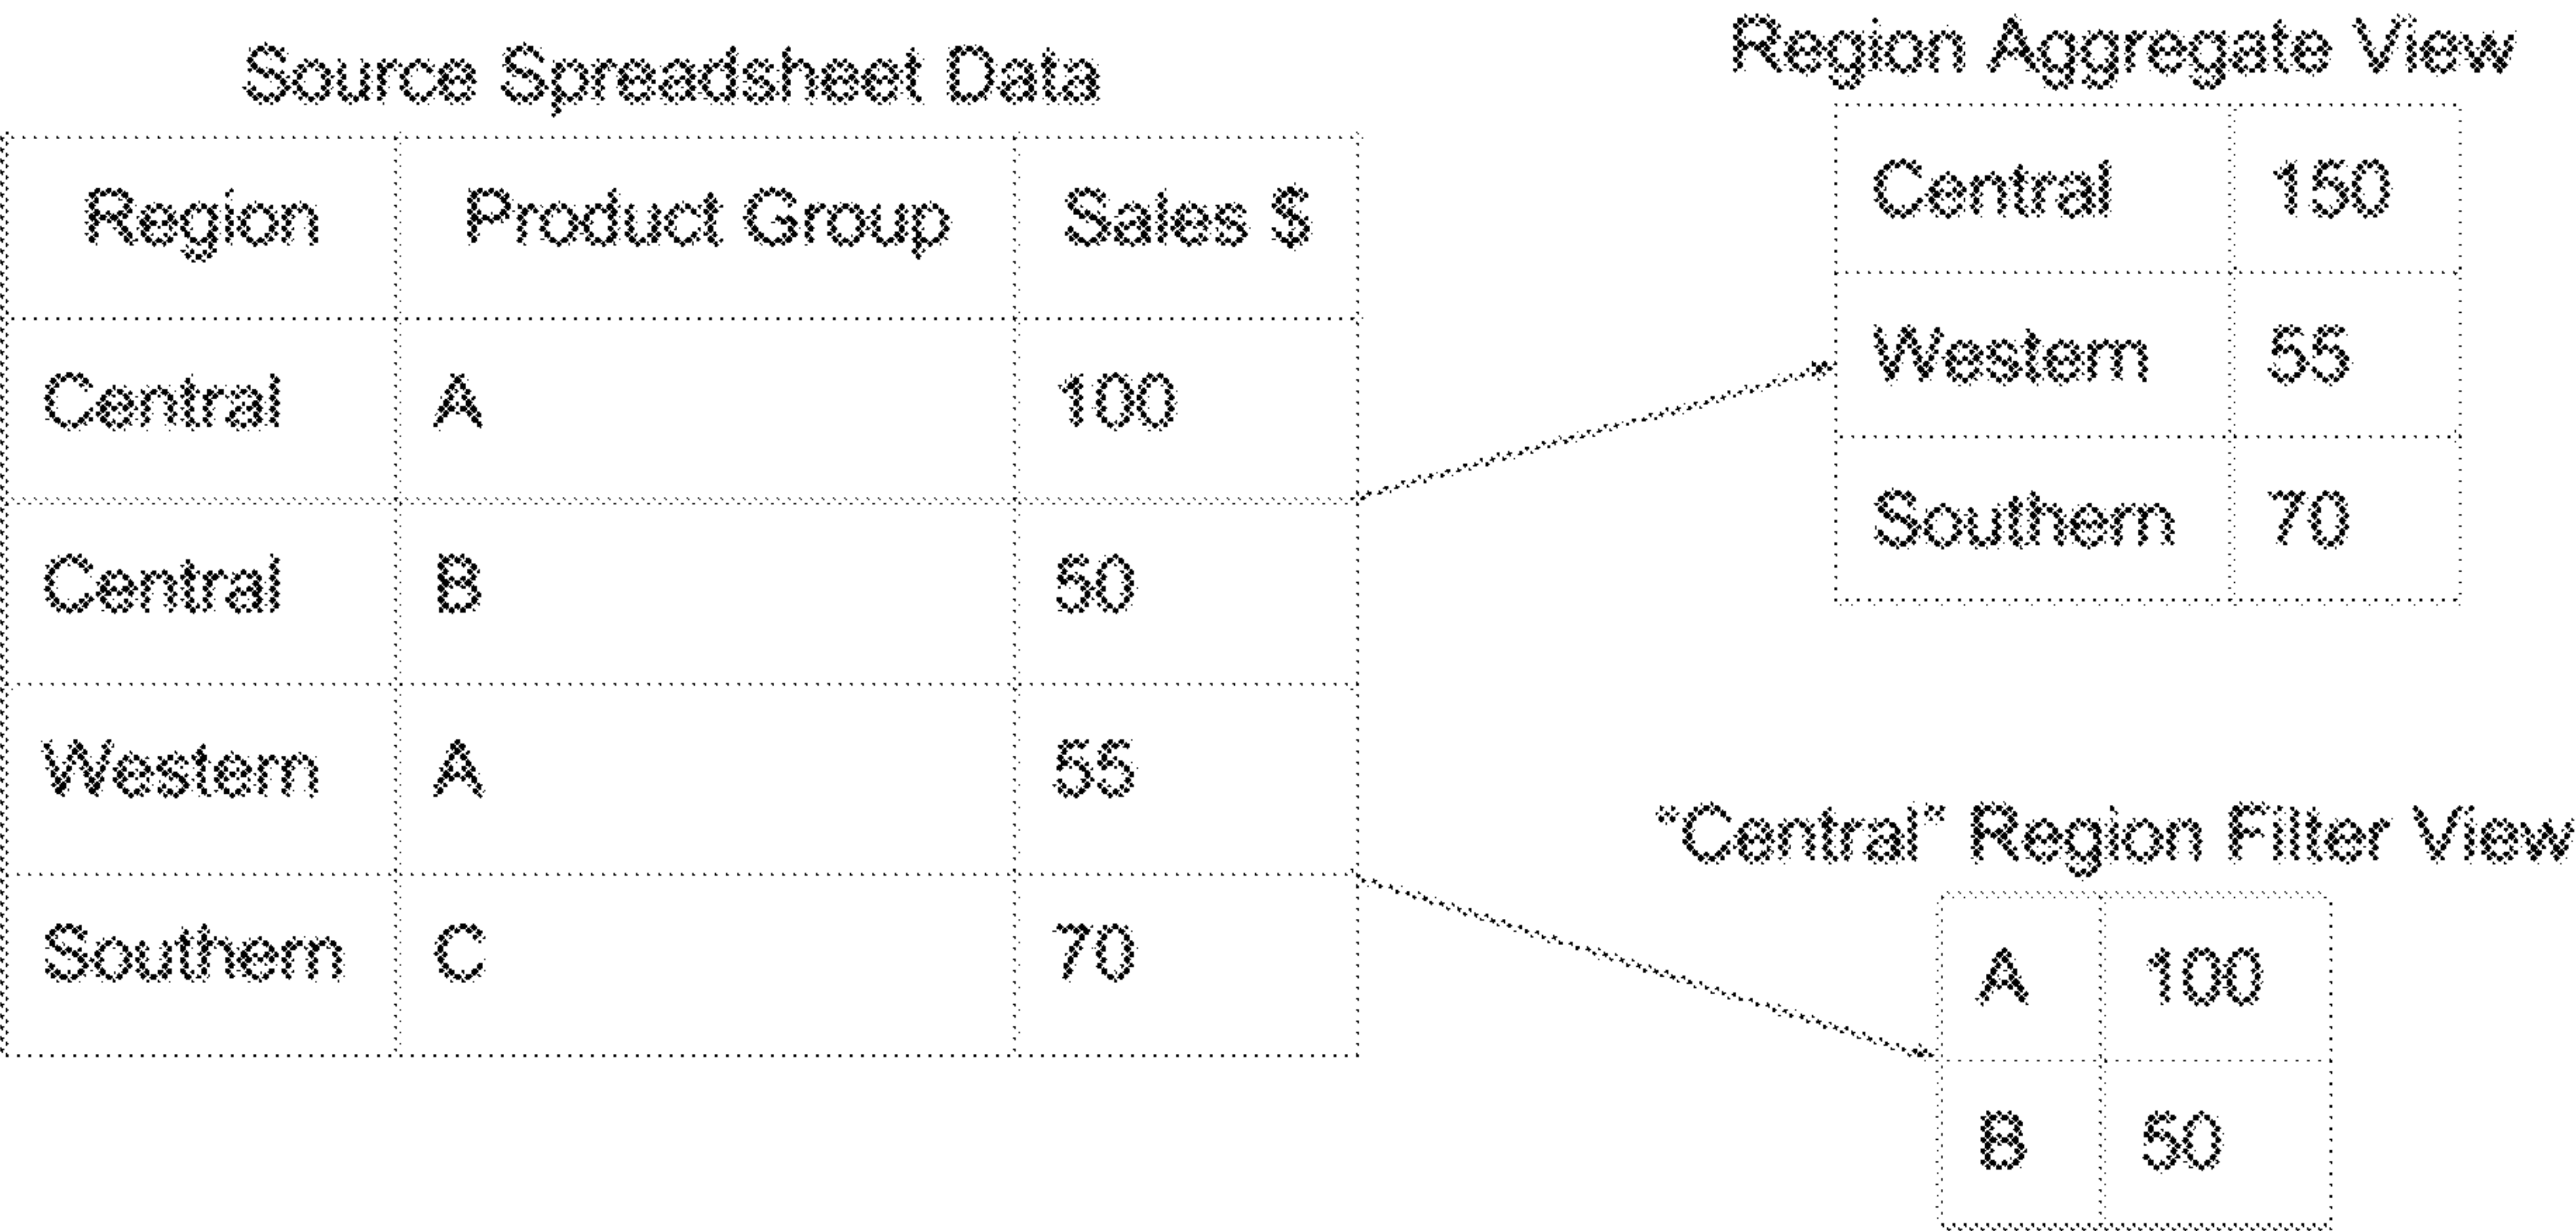 Source Spreadsheet Data
Region Product Group Sales $
Central A 100
Central B 50
Western A 55
Southern C 70
Region Aggregate View
Central 150
Western 55
Southern 70
"Central" Region Filter View
A 100
B 50